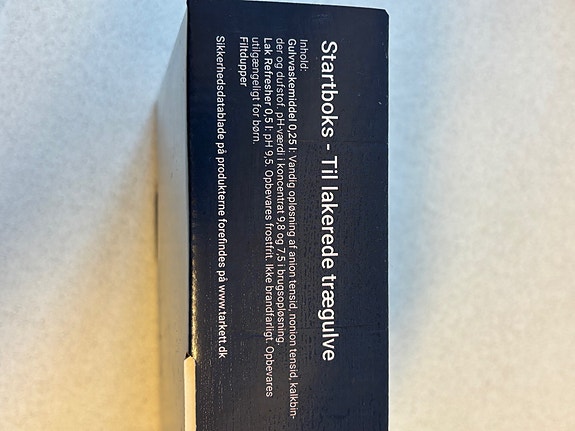 Startboks - Til lakerede trægulve
Inhold:
Gulvvaskemiddel 0,25 l: Vandig opløsning af anion tensid, nonion tensid, kalkbin-
der og dufstof. pH-værdi i koncentrat 9,8 og 7,5 i brugsopløsning.
Lak Refresher 0,5 l: pH 9,5. Opbevares frostfrit. Ikke brandfarligt. Opbevares
utilgængeligt for børn.
Filtdupper
Sikkerhedsdatablade på produkterne forefindes på www.tarkett.dk